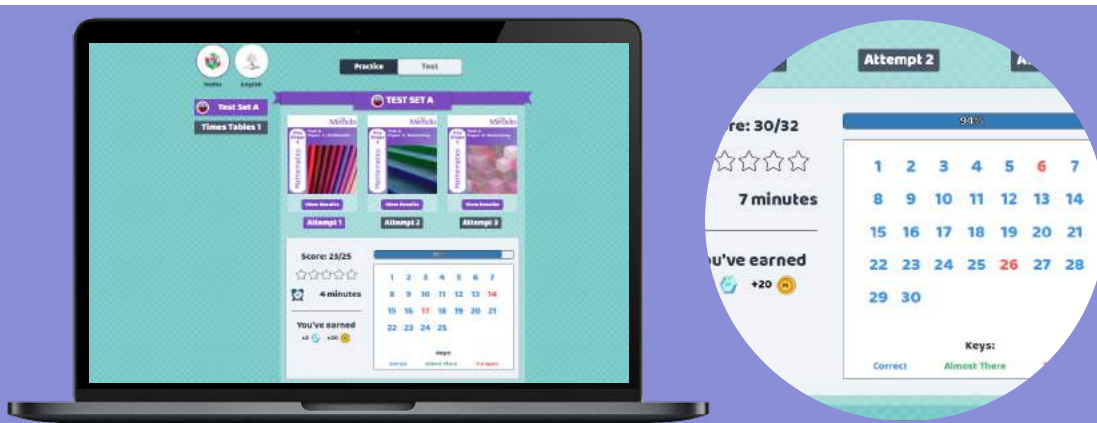 Maths English
Practice Test
Test Set A
Times Tables 1
TEST SET A
Mathematics
Mathematics
Mathematics
View Results
View Results
View Results
Attempt 1
Attempt 2
Attempt 3
Score: 23/25
4 minutes
You've earned
1 2 3 4 5 6 7
8 9 10 11 12 13 14
15 16 17 18 19 20 21
22 23 24 25
Keys:
Correct Almost There Try Again
Attempt 2
re: 30/32
94%
7 minutes
u've earned
+20
1 2 3 4 5 6 7
8 9 10 11 12 13 14
15 16 17 18 19 20 21
22 23 24 25 26 27 28
29 30
Keys:
Correct Almost There